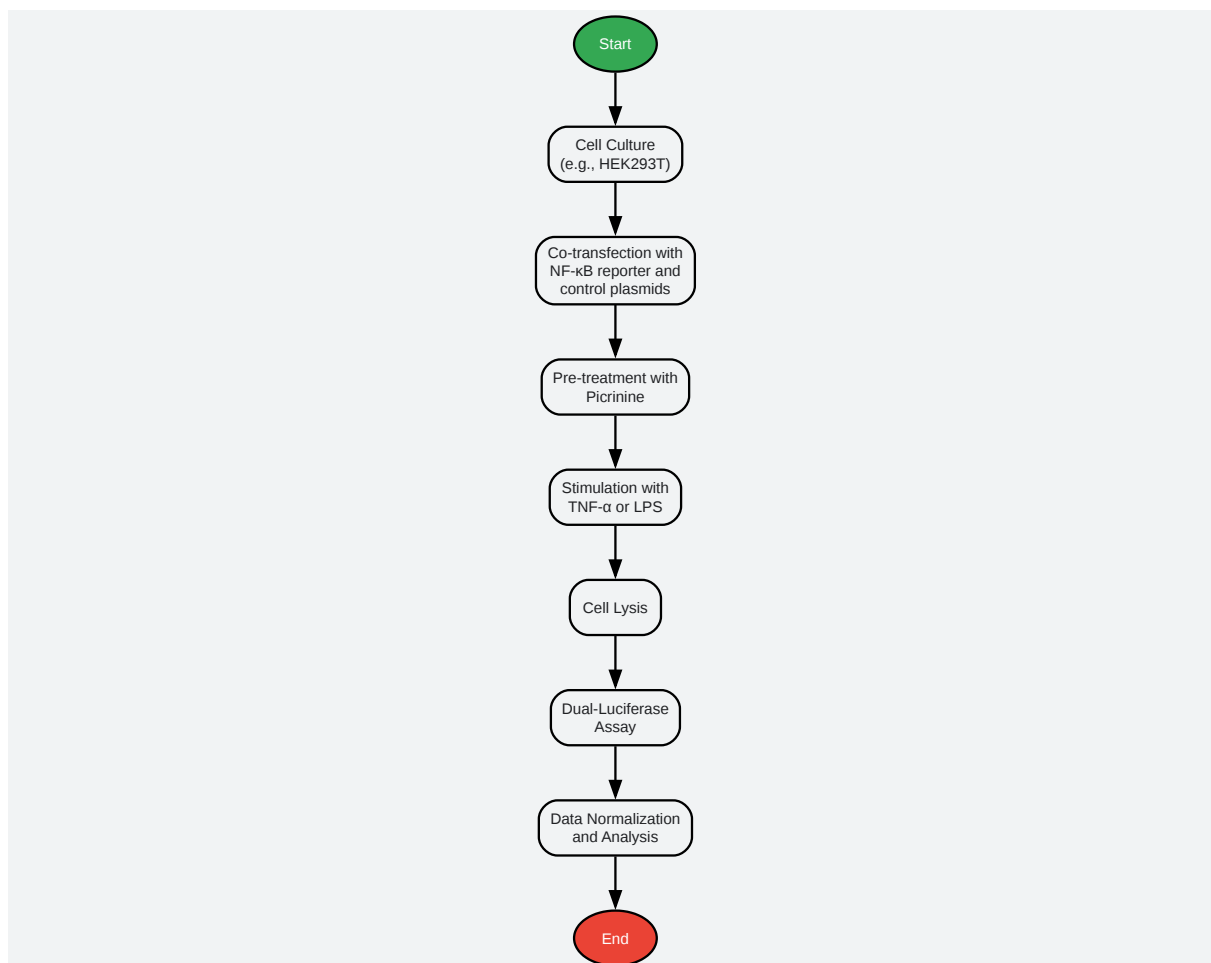 Start
Cell Culture
(e.g., HEK293T)
Co-transfection with
NF-κB reporter and
control plasmids
Pre-treatment with
Picrinine
Stimulation with
TNF-α or LPS
Cell Lysis
Dual-Luciferase
Assay
Data Normalization
and Analysis
End